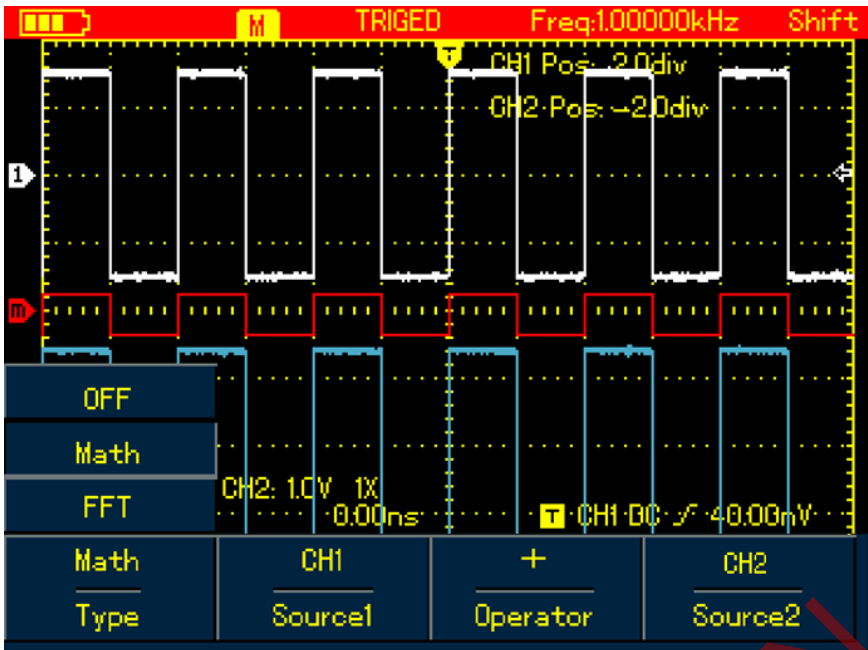 M TRIGED Freq:1.00000kHz Shift
T
CH1 Pos: 2.0div
CH2 Pos: -2.0div
1
m
OFF
Math
FFT
CH2: 1.0V 1X
0.00ns T CH1 DC 40.00mV
Math CH1 + CH2
Type Source1 Operator Source2